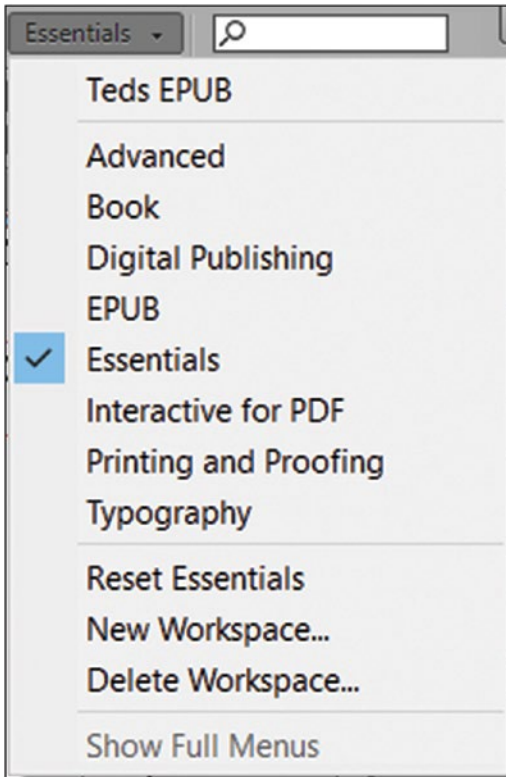 Essentials
Teds EPUB
Advanced
Book
Digital Publishing
EPUB
Essentials
Interactive for PDF
Printing and Proofing
Typography
Reset Essentials
New Workspace...
Delete Workspace...
Show Full Menus